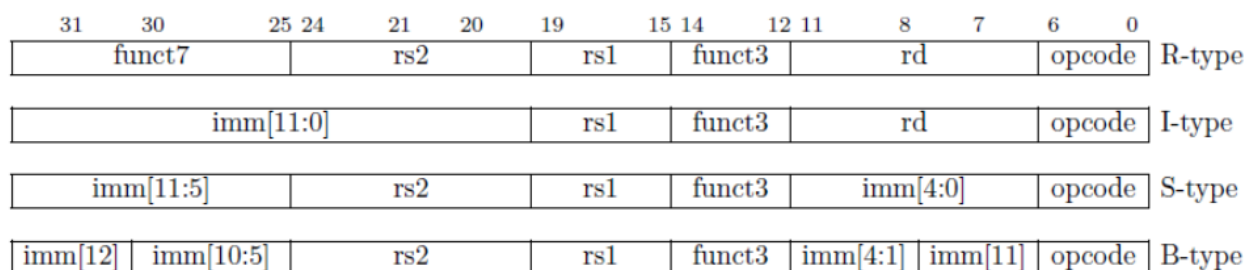 31 30 25 24 21 20 19 15 14 12 11 8 7 6 0
funct7 rs2 rs1 funct3 rd opcode R-type
imm[11:0] rs1 funct3 rd opcode I-type
imm[11:5] rs2 rs1 funct3 imm[4:0] opcode S-type
imm[12] imm[10:5] rs2 rs1 funct3 imm[4:1] imm[11] opcode B-type